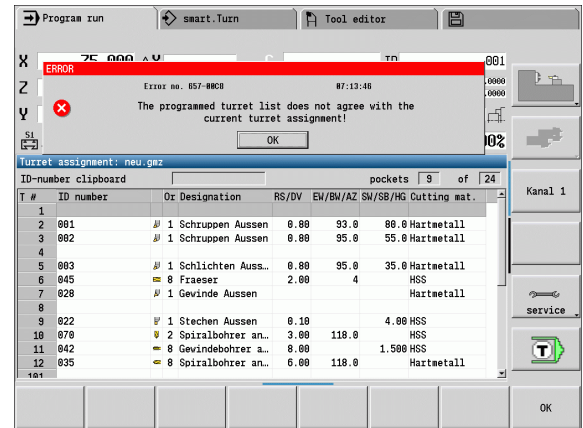 Program run smart.Turn Tool editor
X 75.000 001
ERROR
Z Error no. 657-00C8 07:13:46 .0000
.0000
Y The programmed turret list does not agree with the
current turret assignment!
S1 OK 00%
Turret assignment: neu.gmz
ID-number clipboard pockets 9 of 24
Kanal 1
T # ID number Or Designation RS/DV EW/BW/AZ SW/SB/HG Cutting mat.
1
2 001 1 Schruppen Aussen 0.80 93.0 80.0 Hartmetall
3 002 1 Schruppen Aussen 0.80 95.0 55.0 Hartmetall
4
5 003 1 Schlichten Auss… 0.80 95.0 35.0 Hartmetall
6 045 8 Fraeser 2.00 4 HSS
7 028 1 Gewinde Aussen Hartmetall
8
service
9 022 1 Stechen Aussen 0.10 4.00 HSS
10 070 2 Spiralbohrer an… 3.00 118.0 HSS
11 042 8 Gewindebohrer a… 8.00 1.500 HSS
12 035 8 Spiralbohrer an… 6.00 118.0 Hartmetall
T
101
OK